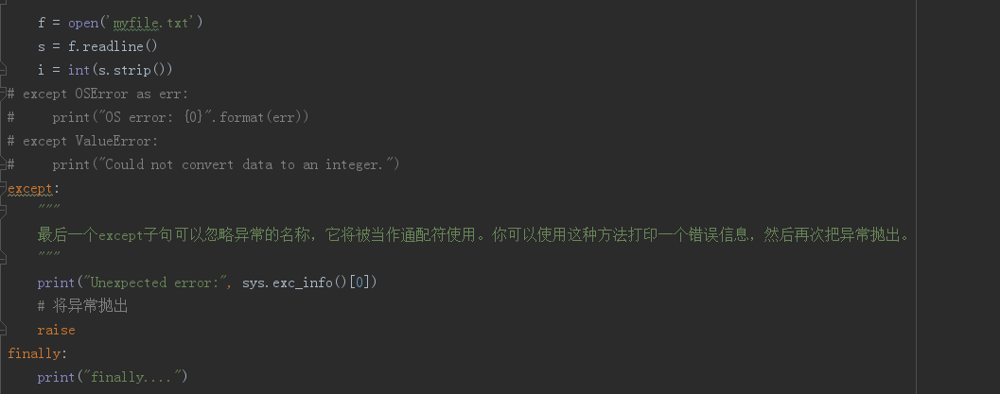 f = open('myfile.txt')
    s = f.readline()
    i = int(s.strip())
# except OSError as err:
#     print("OS error: {0}".format(err))
# except ValueError:
#     print("Could not convert data to an integer.")
except:
    """
    最后一个except子句可以忽略异常的名称，它将被当作通配符使用。你可以使用这种方法打印一个错误信息，然后再次把异常抛出。
    """
    print("Unexpected error:", sys.exc_info()[0])
    # 将异常抛出
    raise
finally:
    print("finally....")